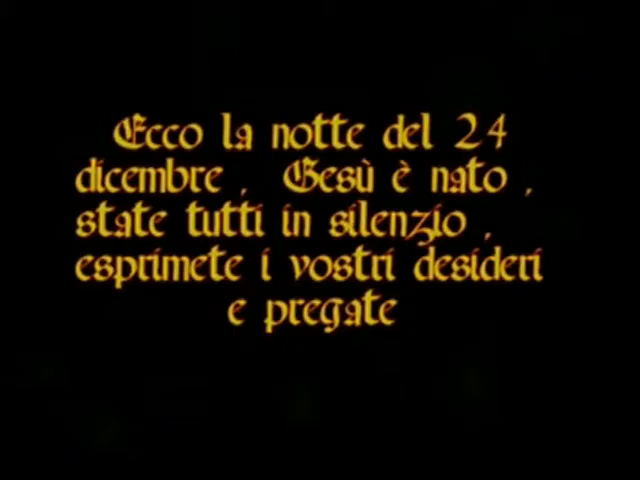 Ecco la notte del 24
dicembre , Gesù è nato ,
state tutti in silenzio ,
esprimete i vostri desideri
e pregate